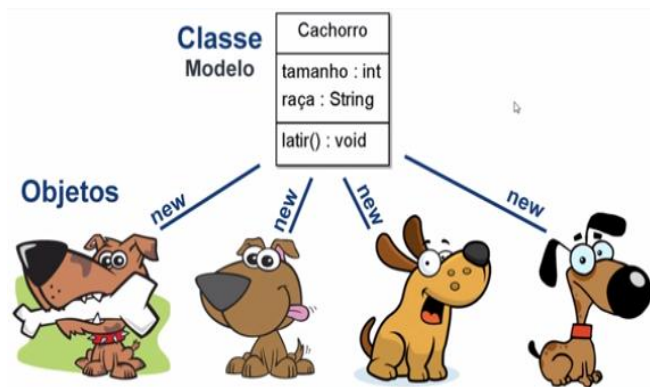 Classe
Modelo
Cachorro
tamanho : int
raça : String
latir() : void
Objetos
new
new
new
new